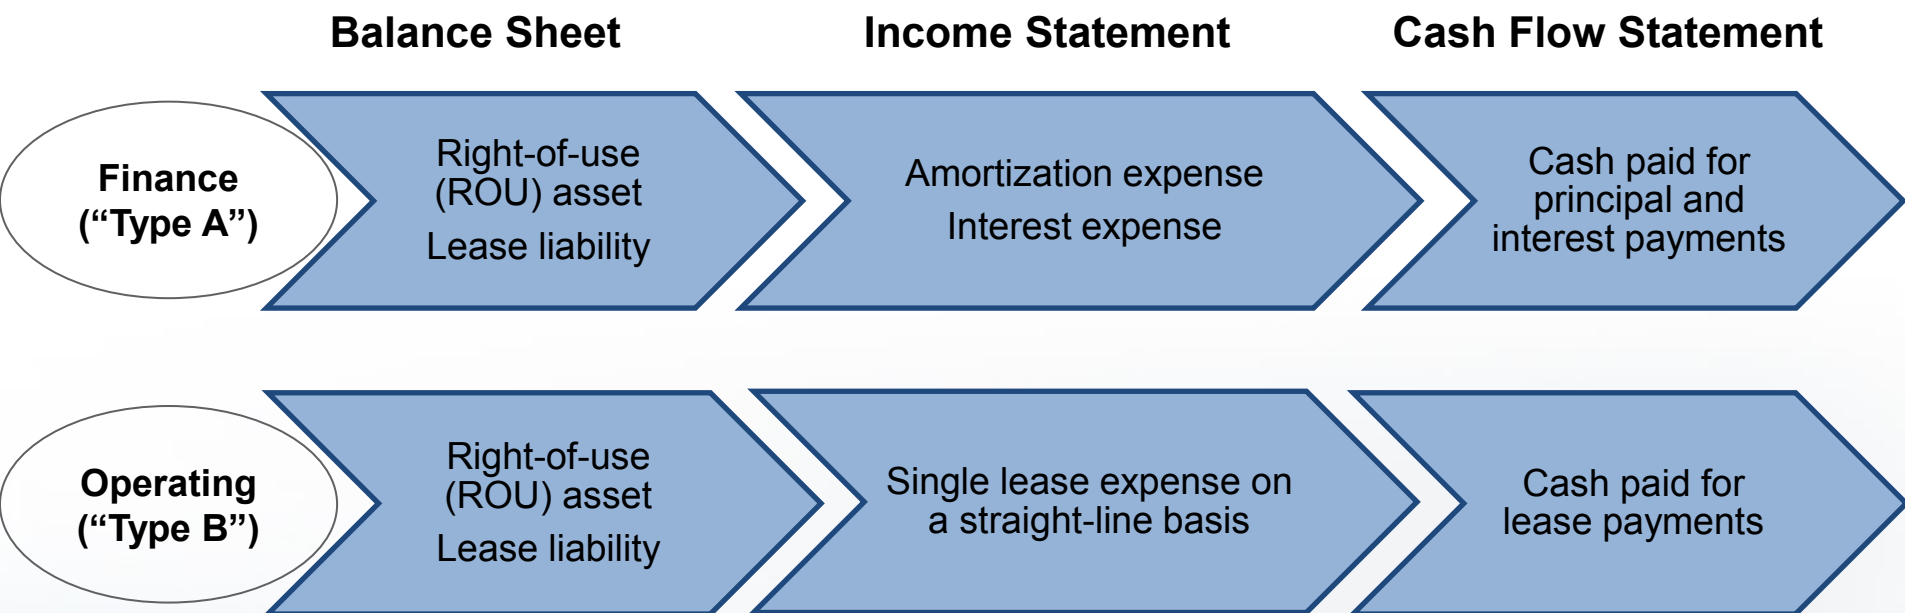 Balance Sheet
Income Statement
Cash Flow Statement
Finance
(“Type A”)
Right-of-use
(ROU) asset
Lease liability
Amortization expense
Interest expense
Cash paid for
principal and
interest payments
Operating
(“Type B”)
Right-of-use
(ROU) asset
Lease liability
Single lease expense on
a straight-line basis
Cash paid for
lease payments